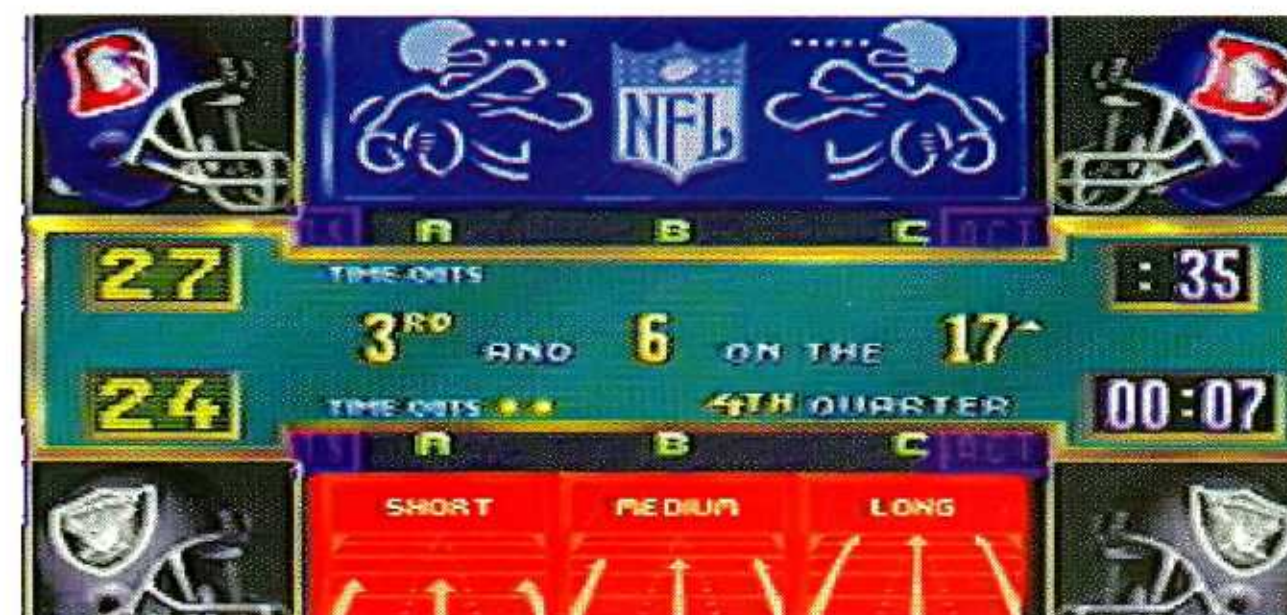 NFL
A B C
27 TIME-OUTS :35
3RD AND 6 ON THE 17
24 TIME-OUTS 4TH QUARTER 00:07
A B C
SHORT MEDIUM LONG